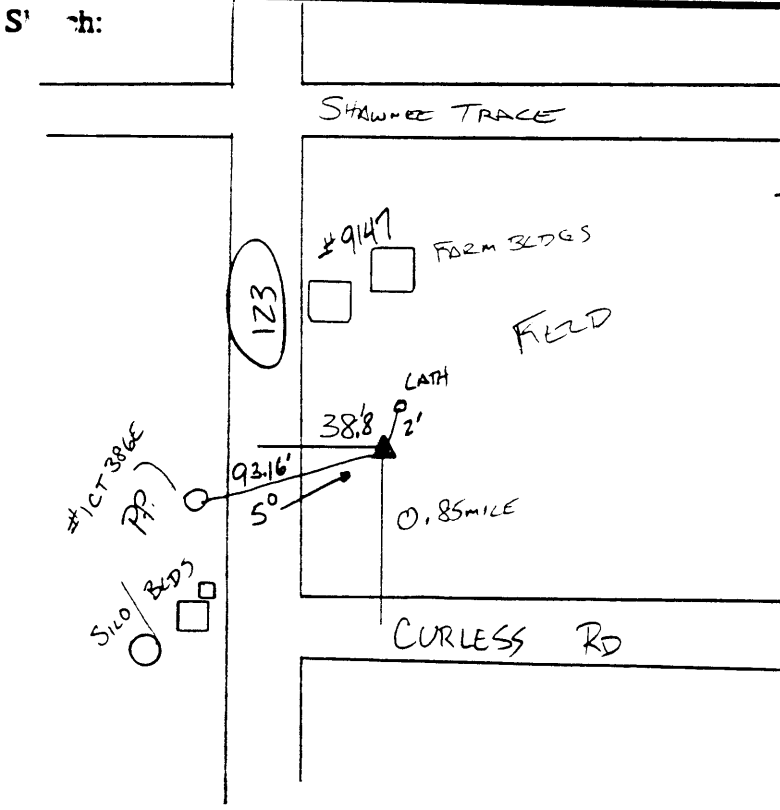 SHAWNEE TRACE
#9147
FARM BLDGS
123
FIELD
LATH
38.'8
2'
#1CT386E
PP.
93.16'
5°
0.85 MILE
SILO / BLDS
CURLESS RD